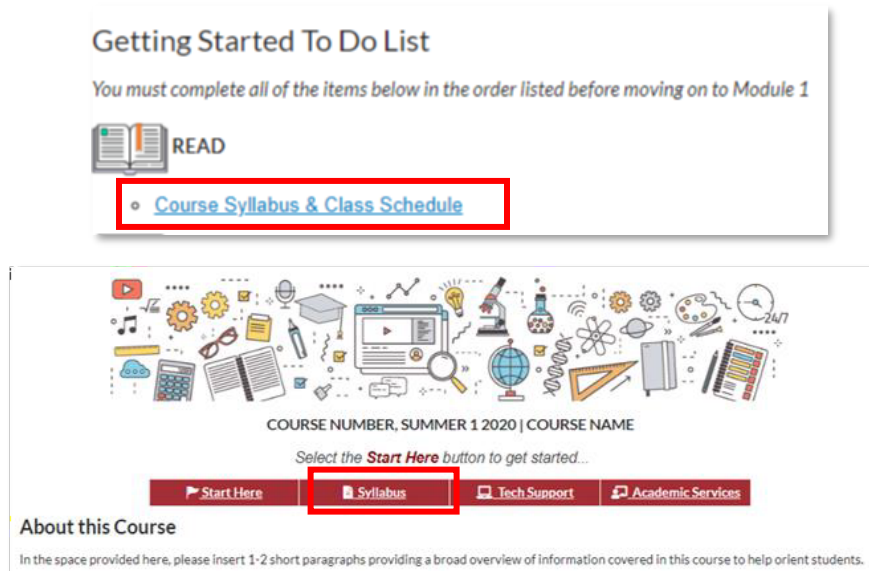 Getting Started To Do List
You must complete all of the items below in the order listed before moving on to Module 1
READ
Course Syllabus & Class Schedule
i
24/7
COURSE NUMBER, SUMMER 1 2020 | COURSE NAME
Select the Start Here button to get started...
Start Here Syllabus Tech Support Academic Services
About this Course
In the space provided here, please insert 1-2 short paragraphs providing a broad overview of information covered in this course to help orient students.